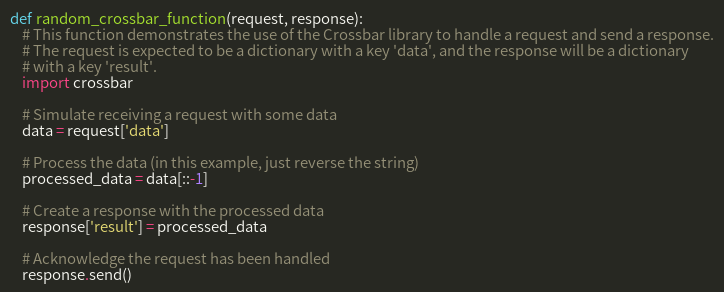 def random_crossbar_function(request, response):
    # This function demonstrates the use of the Crossbar library to handle a request and send a response.
    # The request is expected to be a dictionary with a key 'data', and the response will be a dictionary
    # with a key 'result'.
    import crossbar

    # Simulate receiving a request with some data
    data = request['data']

    # Process the data (in this example, just reverse the string)
    processed_data = data[::-1]

    # Create a response with the processed data
    response['result'] = processed_data

    # Acknowledge the request has been handled
    response.send()